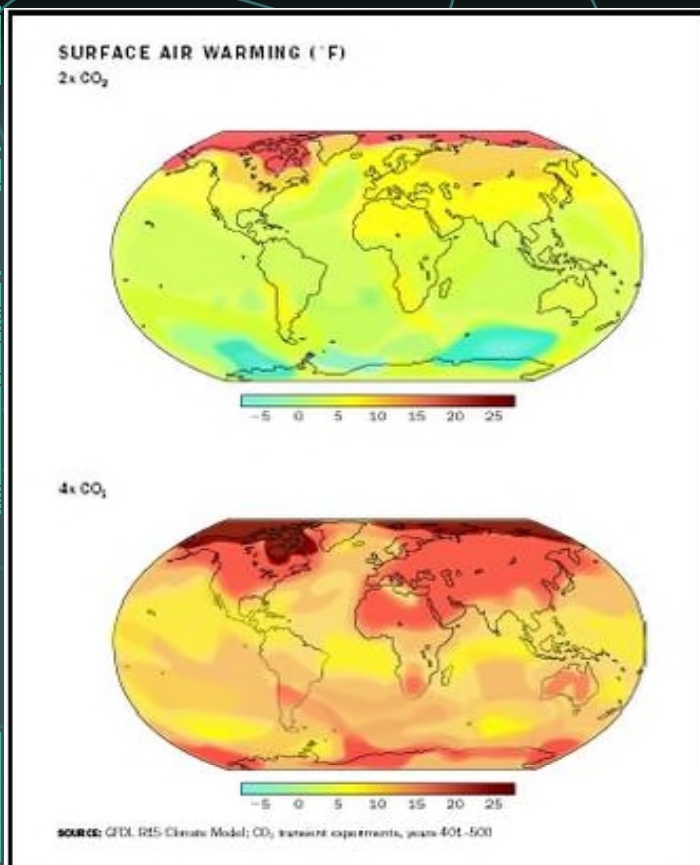 SURFACE AIR WARMING (°F)
2x CO₂
-5 0 5 10 15 20 25
4x CO₂
-5 0 5 10 15 20 25
SOURCE: GFDL R15 Climate Model; CO₂ transient experiments, years 401-500